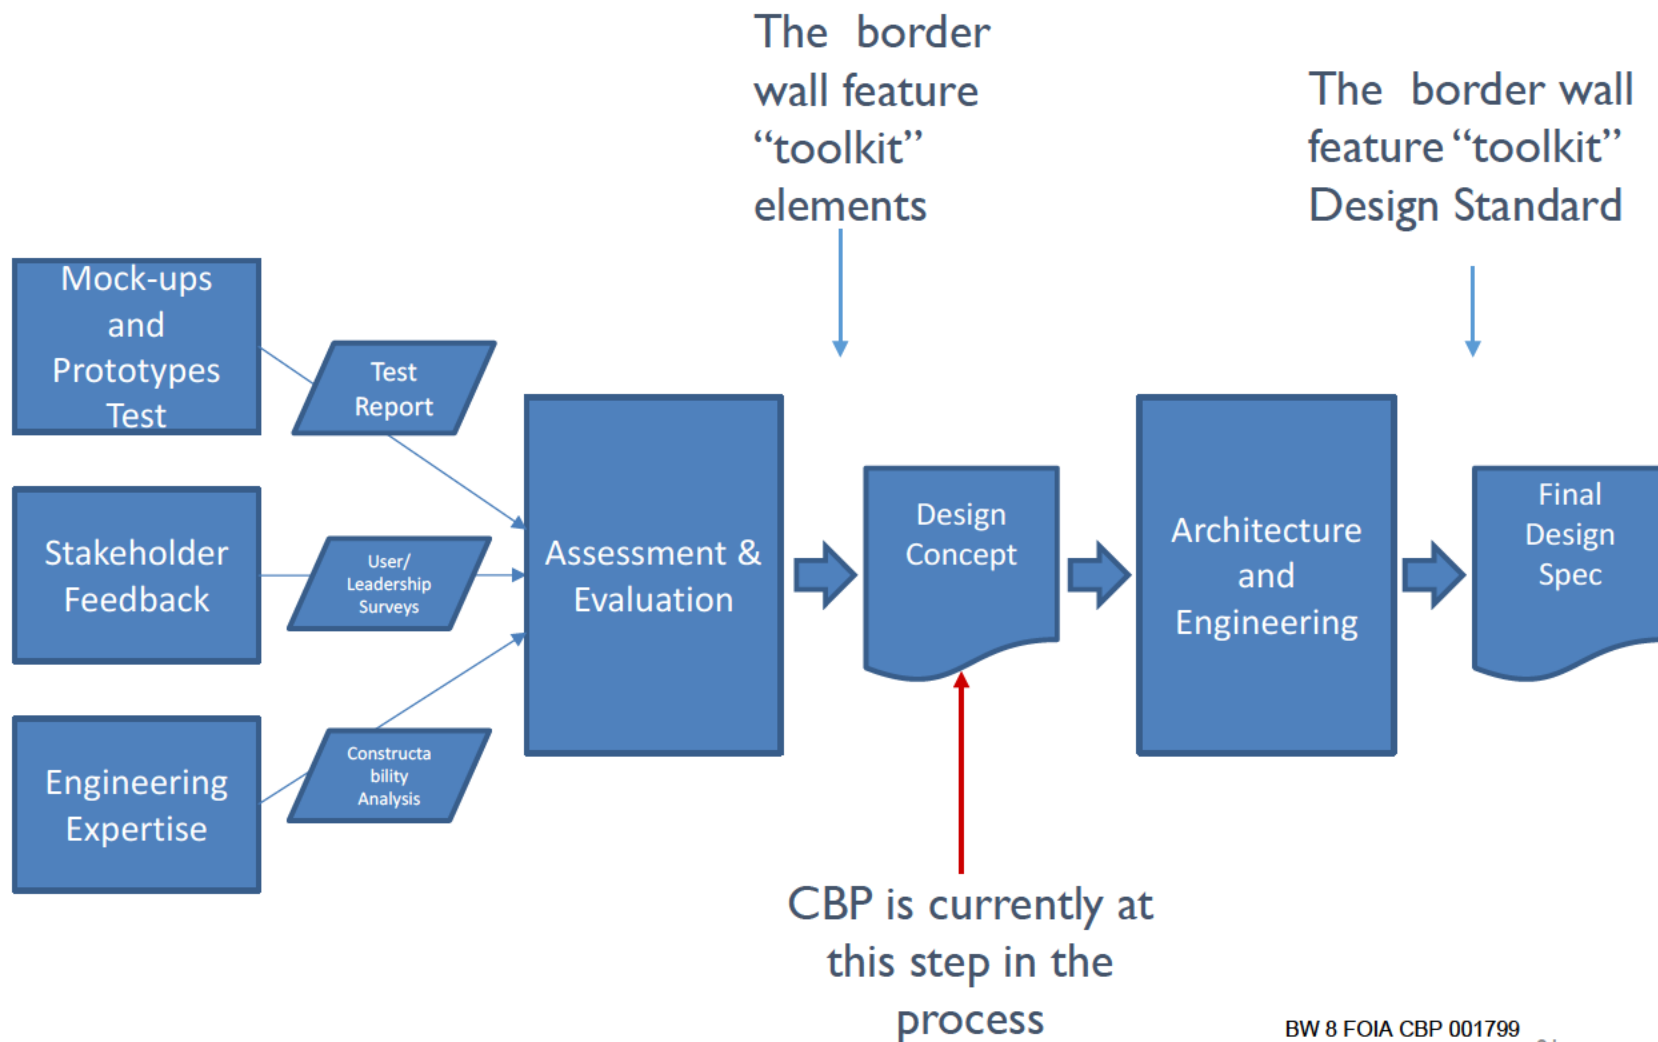 The border
wall feature
“toolkit”
elements
The border wall
feature “toolkit”
Design Standard
Mock-ups
and
Prototypes
Test
Test
Report
Stakeholder
Feedback
User/
Leadership
Surveys
Engineering
Expertise
Constructa
bility
Analysis
Assessment &
Evaluation
Design
Concept
Architecture
and
Engineering
Final
Design
Spec
CBP is currently at
this step in the
process
BW 8 FOIA CBP 001799